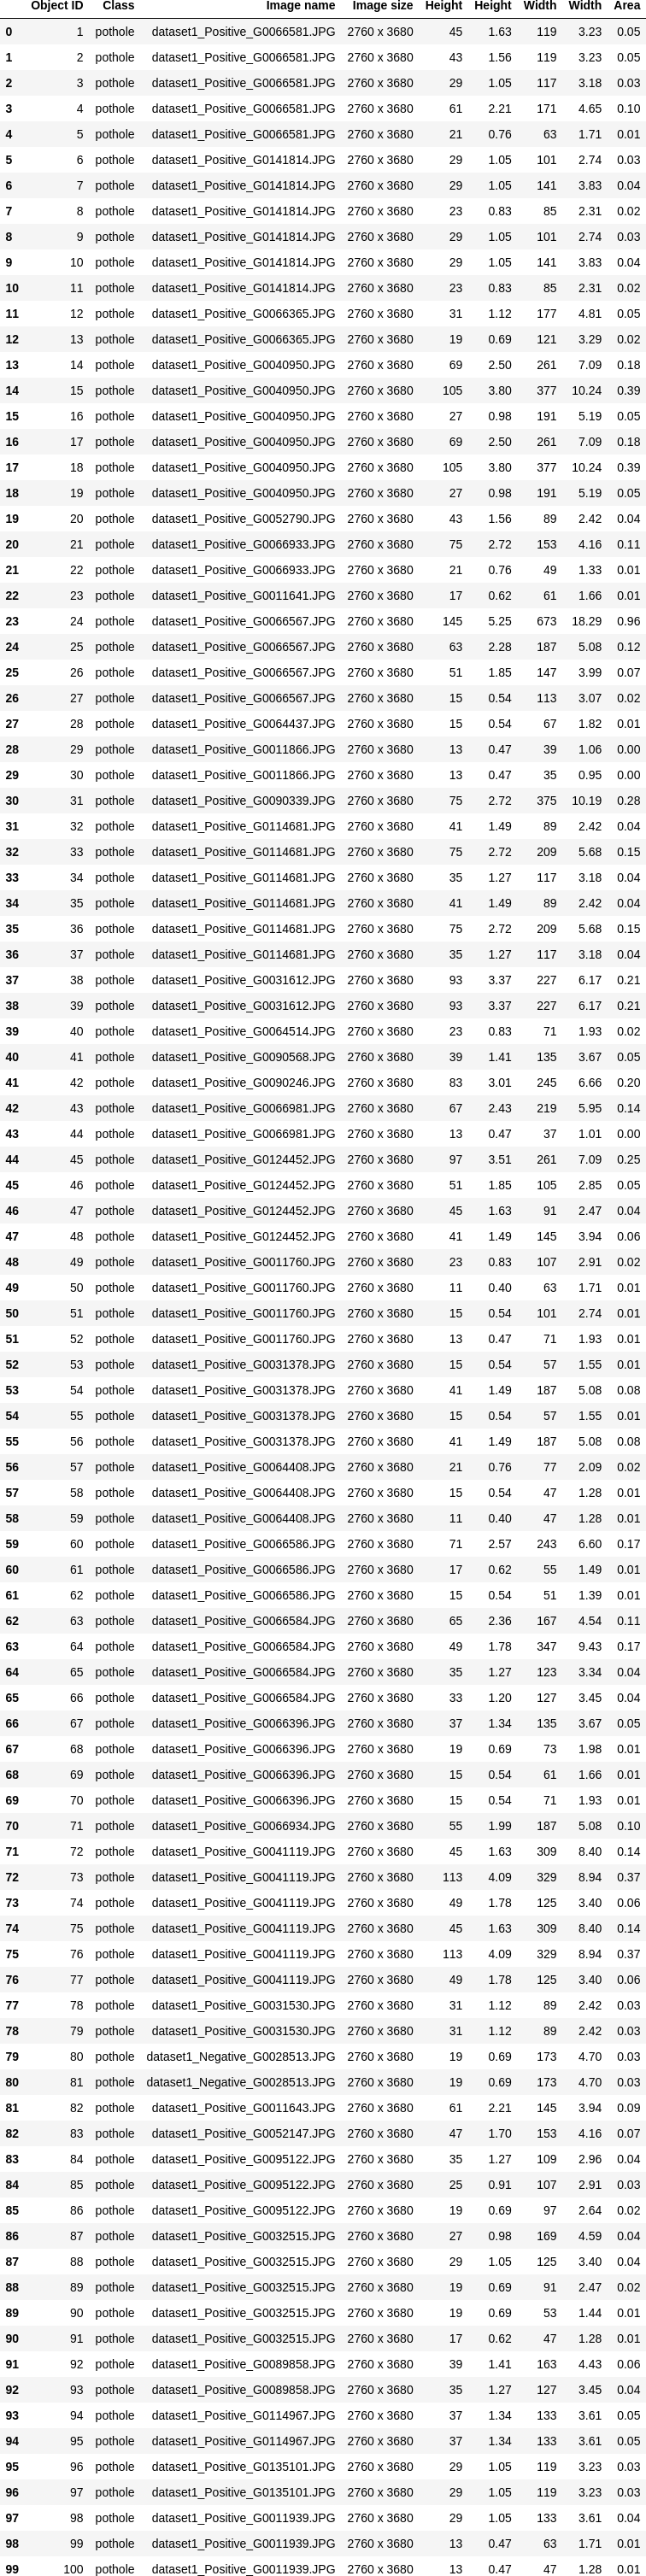 Object ID Class Image name Image size Height Height Width Width Area
0 1 pothole dataset1_Positive_G0066581.JPG 2760 x 3680 45 1.63 119 3.23 0.05
1 2 pothole dataset1_Positive_G0066581.JPG 2760 x 3680 43 1.56 119 3.23 0.05
2 3 pothole dataset1_Positive_G0066581.JPG 2760 x 3680 29 1.05 117 3.18 0.03
3 4 pothole dataset1_Positive_G0066581.JPG 2760 x 3680 61 2.21 171 4.65 0.10
4 5 pothole dataset1_Positive_G0066581.JPG 2760 x 3680 21 0.76 63 1.71 0.01
5 6 pothole dataset1_Positive_G0141814.JPG 2760 x 3680 29 1.05 101 2.74 0.03
6 7 pothole dataset1_Positive_G0141814.JPG 2760 x 3680 29 1.05 141 3.83 0.04
7 8 pothole dataset1_Positive_G0141814.JPG 2760 x 3680 23 0.83 85 2.31 0.02
8 9 pothole dataset1_Positive_G0141814.JPG 2760 x 3680 29 1.05 101 2.74 0.03
9 10 pothole dataset1_Positive_G0141814.JPG 2760 x 3680 29 1.05 141 3.83 0.04
10 11 pothole dataset1_Positive_G0141814.JPG 2760 x 3680 23 0.83 85 2.31 0.02
11 12 pothole dataset1_Positive_G0066365.JPG 2760 x 3680 31 1.12 177 4.81 0.05
12 13 pothole dataset1_Positive_G0066365.JPG 2760 x 3680 19 0.69 121 3.29 0.02
13 14 pothole dataset1_Positive_G0040950.JPG 2760 x 3680 69 2.50 261 7.09 0.18
14 15 pothole dataset1_Positive_G0040950.JPG 2760 x 3680 105 3.80 377 10.24 0.39
15 16 pothole dataset1_Positive_G0040950.JPG 2760 x 3680 27 0.98 191 5.19 0.05
16 17 pothole dataset1_Positive_G0040950.JPG 2760 x 3680 69 2.50 261 7.09 0.18
17 18 pothole dataset1_Positive_G0040950.JPG 2760 x 3680 105 3.80 377 10.24 0.39
18 19 pothole dataset1_Positive_G0040950.JPG 2760 x 3680 27 0.98 191 5.19 0.05
19 20 pothole dataset1_Positive_G0052790.JPG 2760 x 3680 43 1.56 89 2.42 0.04
20 21 pothole dataset1_Positive_G0066933.JPG 2760 x 3680 75 2.72 153 4.16 0.11
21 22 pothole dataset1_Positive_G0066933.JPG 2760 x 3680 21 0.76 49 1.33 0.01
22 23 pothole dataset1_Positive_G0011641.JPG 2760 x 3680 17 0.62 61 1.66 0.01
23 24 pothole dataset1_Positive_G0066567.JPG 2760 x 3680 145 5.25 673 18.29 0.96
24 25 pothole dataset1_Positive_G0066567.JPG 2760 x 3680 63 2.28 187 5.08 0.12
25 26 pothole dataset1_Positive_G0066567.JPG 2760 x 3680 51 1.85 147 3.99 0.07
26 27 pothole dataset1_Positive_G0066567.JPG 2760 x 3680 15 0.54 113 3.07 0.02
27 28 pothole dataset1_Positive_G0064437.JPG 2760 x 3680 15 0.54 67 1.82 0.01
28 29 pothole dataset1_Positive_G0011866.JPG 2760 x 3680 13 0.47 39 1.06 0.00
29 30 pothole dataset1_Positive_G0011866.JPG 2760 x 3680 13 0.47 35 0.95 0.00
30 31 pothole dataset1_Positive_G0090339.JPG 2760 x 3680 75 2.72 375 10.19 0.28
31 32 pothole dataset1_Positive_G0114681.JPG 2760 x 3680 41 1.49 89 2.42 0.04
32 33 pothole dataset1_Positive_G0114681.JPG 2760 x 3680 75 2.72 209 5.68 0.15
33 34 pothole dataset1_Positive_G0114681.JPG 2760 x 3680 35 1.27 117 3.18 0.04
34 35 pothole dataset1_Positive_G0114681.JPG 2760 x 3680 41 1.49 89 2.42 0.04
35 36 pothole dataset1_Positive_G0114681.JPG 2760 x 3680 75 2.72 209 5.68 0.15
36 37 pothole dataset1_Positive_G0114681.JPG 2760 x 3680 35 1.27 117 3.18 0.04
37 38 pothole dataset1_Positive_G0031612.JPG 2760 x 3680 93 3.37 227 6.17 0.21
38 39 pothole dataset1_Positive_G0031612.JPG 2760 x 3680 93 3.37 227 6.17 0.21
39 40 pothole dataset1_Positive_G0064514.JPG 2760 x 3680 23 0.83 71 1.93 0.02
40 41 pothole dataset1_Positive_G0090568.JPG 2760 x 3680 39 1.41 135 3.67 0.05
41 42 pothole dataset1_Positive_G0090246.JPG 2760 x 3680 83 3.01 245 6.66 0.20
42 43 pothole dataset1_Positive_G0066981.JPG 2760 x 3680 67 2.43 219 5.95 0.14
43 44 pothole dataset1_Positive_G0066981.JPG 2760 x 3680 13 0.47 37 1.01 0.00
44 45 pothole dataset1_Positive_G0124452.JPG 2760 x 3680 97 3.51 261 7.09 0.25
45 46 pothole dataset1_Positive_G0124452.JPG 2760 x 3680 51 1.85 105 2.85 0.05
46 47 pothole dataset1_Positive_G0124452.JPG 2760 x 3680 45 1.63 91 2.47 0.04
47 48 pothole dataset1_Positive_G0124452.JPG 2760 x 3680 41 1.49 145 3.94 0.06
48 49 pothole dataset1_Positive_G0011760.JPG 2760 x 3680 23 0.83 107 2.91 0.02
49 50 pothole dataset1_Positive_G0011760.JPG 2760 x 3680 11 0.40 63 1.71 0.01
50 51 pothole dataset1_Positive_G0011760.JPG 2760 x 3680 15 0.54 101 2.74 0.01
51 52 pothole dataset1_Positive_G0011760.JPG 2760 x 3680 13 0.47 71 1.93 0.01
52 53 pothole dataset1_Positive_G0031378.JPG 2760 x 3680 15 0.54 57 1.55 0.01
53 54 pothole dataset1_Positive_G0031378.JPG 2760 x 3680 41 1.49 187 5.08 0.08
54 55 pothole dataset1_Positive_G0031378.JPG 2760 x 3680 15 0.54 57 1.55 0.01
55 56 pothole dataset1_Positive_G0031378.JPG 2760 x 3680 41 1.49 187 5.08 0.08
56 57 pothole dataset1_Positive_G0064408.JPG 2760 x 3680 21 0.76 77 2.09 0.02
57 58 pothole dataset1_Positive_G0064408.JPG 2760 x 3680 15 0.54 47 1.28 0.01
58 59 pothole dataset1_Positive_G0064408.JPG 2760 x 3680 11 0.40 47 1.28 0.01
59 60 pothole dataset1_Positive_G0066586.JPG 2760 x 3680 71 2.57 243 6.60 0.17
60 61 pothole dataset1_Positive_G0066586.JPG 2760 x 3680 17 0.62 55 1.49 0.01
61 62 pothole dataset1_Positive_G0066586.JPG 2760 x 3680 15 0.54 51 1.39 0.01
62 63 pothole dataset1_Positive_G0066584.JPG 2760 x 3680 65 2.36 167 4.54 0.11
63 64 pothole dataset1_Positive_G0066584.JPG 2760 x 3680 49 1.78 347 9.43 0.17
64 65 pothole dataset1_Positive_G0066584.JPG 2760 x 3680 35 1.27 123 3.34 0.04
65 66 pothole dataset1_Positive_G0066584.JPG 2760 x 3680 33 1.20 127 3.45 0.04
66 67 pothole dataset1_Positive_G0066396.JPG 2760 x 3680 37 1.34 135 3.67 0.05
67 68 pothole dataset1_Positive_G0066396.JPG 2760 x 3680 19 0.69 73 1.98 0.01
68 69 pothole dataset1_Positive_G0066396.JPG 2760 x 3680 15 0.54 61 1.66 0.01
69 70 pothole dataset1_Positive_G0066396.JPG 2760 x 3680 15 0.54 71 1.93 0.01
70 71 pothole dataset1_Positive_G0066934.JPG 2760 x 3680 55 1.99 187 5.08 0.10
71 72 pothole dataset1_Positive_G0041119.JPG 2760 x 3680 45 1.63 309 8.40 0.14
72 73 pothole dataset1_Positive_G0041119.JPG 2760 x 3680 113 4.09 329 8.94 0.37
73 74 pothole dataset1_Positive_G0041119.JPG 2760 x 3680 49 1.78 125 3.40 0.06
74 75 pothole dataset1_Positive_G0041119.JPG 2760 x 3680 45 1.63 309 8.40 0.14
75 76 pothole dataset1_Positive_G0041119.JPG 2760 x 3680 113 4.09 329 8.94 0.37
76 77 pothole dataset1_Positive_G0041119.JPG 2760 x 3680 49 1.78 125 3.40 0.06
77 78 pothole dataset1_Positive_G0031530.JPG 2760 x 3680 31 1.12 89 2.42 0.03
78 79 pothole dataset1_Positive_G0031530.JPG 2760 x 3680 31 1.12 89 2.42 0.03
79 80 pothole dataset1_Negative_G0028513.JPG 2760 x 3680 19 0.69 173 4.70 0.03
80 81 pothole dataset1_Negative_G0028513.JPG 2760 x 3680 19 0.69 173 4.70 0.03
81 82 pothole dataset1_Positive_G0011643.JPG 2760 x 3680 61 2.21 145 3.94 0.09
82 83 pothole dataset1_Positive_G0052147.JPG 2760 x 3680 47 1.70 153 4.16 0.07
83 84 pothole dataset1_Positive_G0095122.JPG 2760 x 3680 35 1.27 109 2.96 0.04
84 85 pothole dataset1_Positive_G0095122.JPG 2760 x 3680 25 0.91 107 2.91 0.03
85 86 pothole dataset1_Positive_G0095122.JPG 2760 x 3680 19 0.69 97 2.64 0.02
86 87 pothole dataset1_Positive_G0032515.JPG 2760 x 3680 27 0.98 169 4.59 0.04
87 88 pothole dataset1_Positive_G0032515.JPG 2760 x 3680 29 1.05 125 3.40 0.04
88 89 pothole dataset1_Positive_G0032515.JPG 2760 x 3680 19 0.69 91 2.47 0.02
89 90 pothole dataset1_Positive_G0032515.JPG 2760 x 3680 19 0.69 53 1.44 0.01
90 91 pothole dataset1_Positive_G0032515.JPG 2760 x 3680 17 0.62 47 1.28 0.01
91 92 pothole dataset1_Positive_G0089858.JPG 2760 x 3680 39 1.41 163 4.43 0.06
92 93 pothole dataset1_Positive_G0089858.JPG 2760 x 3680 35 1.27 127 3.45 0.04
93 94 pothole dataset1_Positive_G0114967.JPG 2760 x 3680 37 1.34 133 3.61 0.05
94 95 pothole dataset1_Positive_G0114967.JPG 2760 x 3680 37 1.34 133 3.61 0.05
95 96 pothole dataset1_Positive_G0135101.JPG 2760 x 3680 29 1.05 119 3.23 0.03
96 97 pothole dataset1_Positive_G0135101.JPG 2760 x 3680 29 1.05 119 3.23 0.03
97 98 pothole dataset1_Positive_G0011939.JPG 2760 x 3680 29 1.05 133 3.61 0.04
98 99 pothole dataset1_Positive_G0011939.JPG 2760 x 3680 13 0.47 63 1.71 0.01
99 100 pothole dataset1_Positive_G0011939.JPG 2760 x 3680 13 0.47 47 1.28 0.01